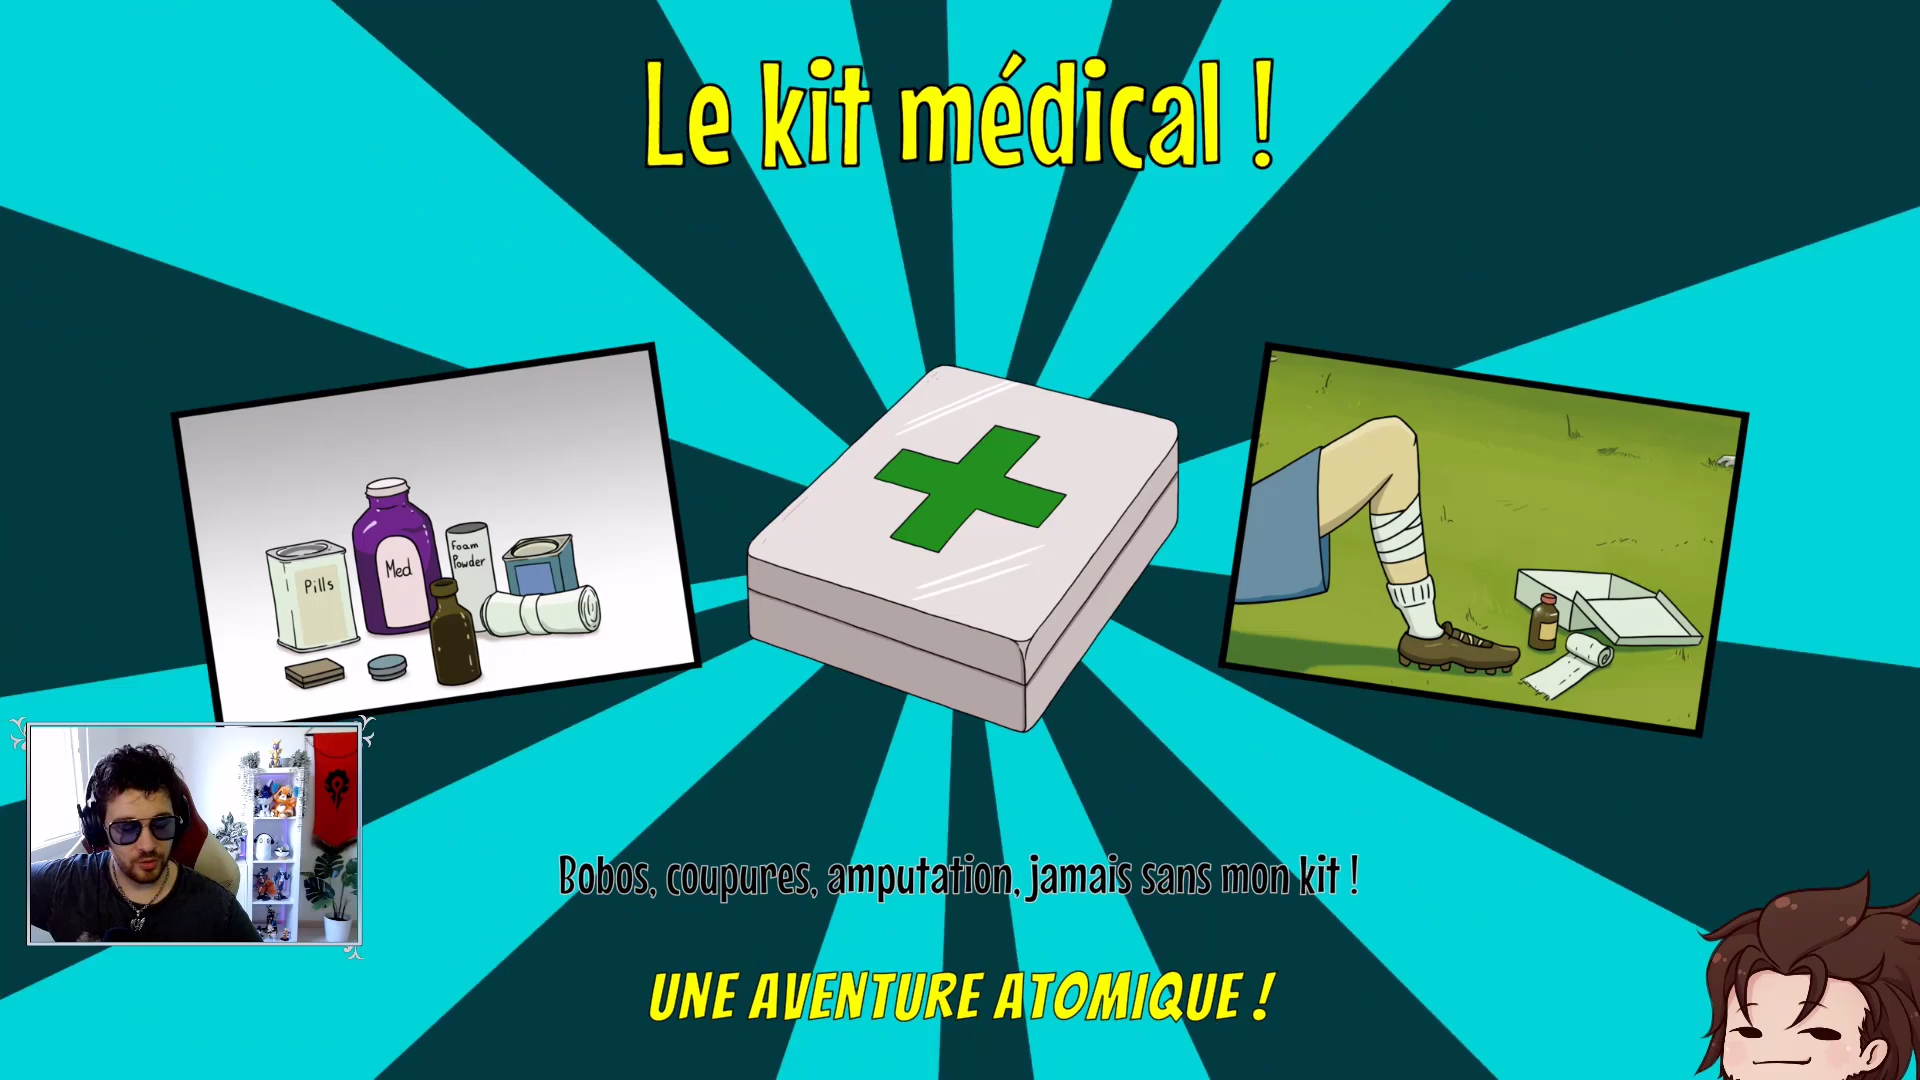 Le kit médical !
Pills
Med
Foam
Powder
Bobos, coupures, amputation, jamais sans mon kit !
UNE AVENTURE ATOMIQUE !